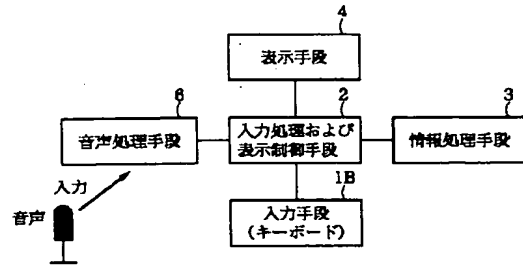 4
表示手段
6
音声処理手段
2
入力処理および
表示制御手段
3
情報処理手段
入力
音声
1B
入力手段
(キーボード)